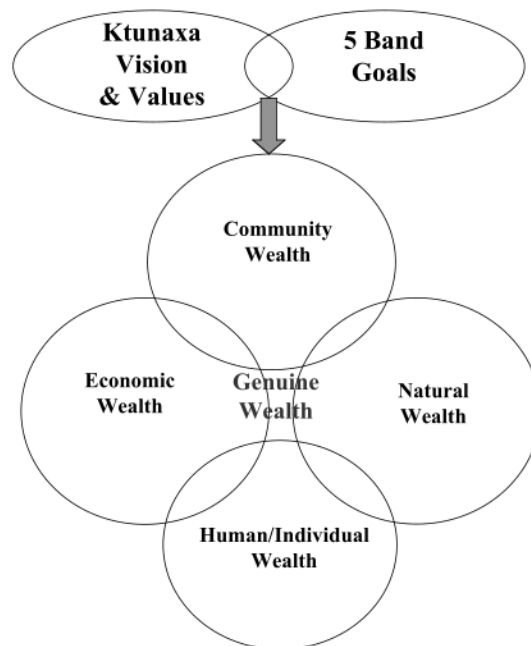 Ktunaxa
Vision
& Values
5 Band
Goals
Community
Wealth
Economic
Wealth
Genuine
Wealth
Natural
Wealth
Human/Individual
Wealth